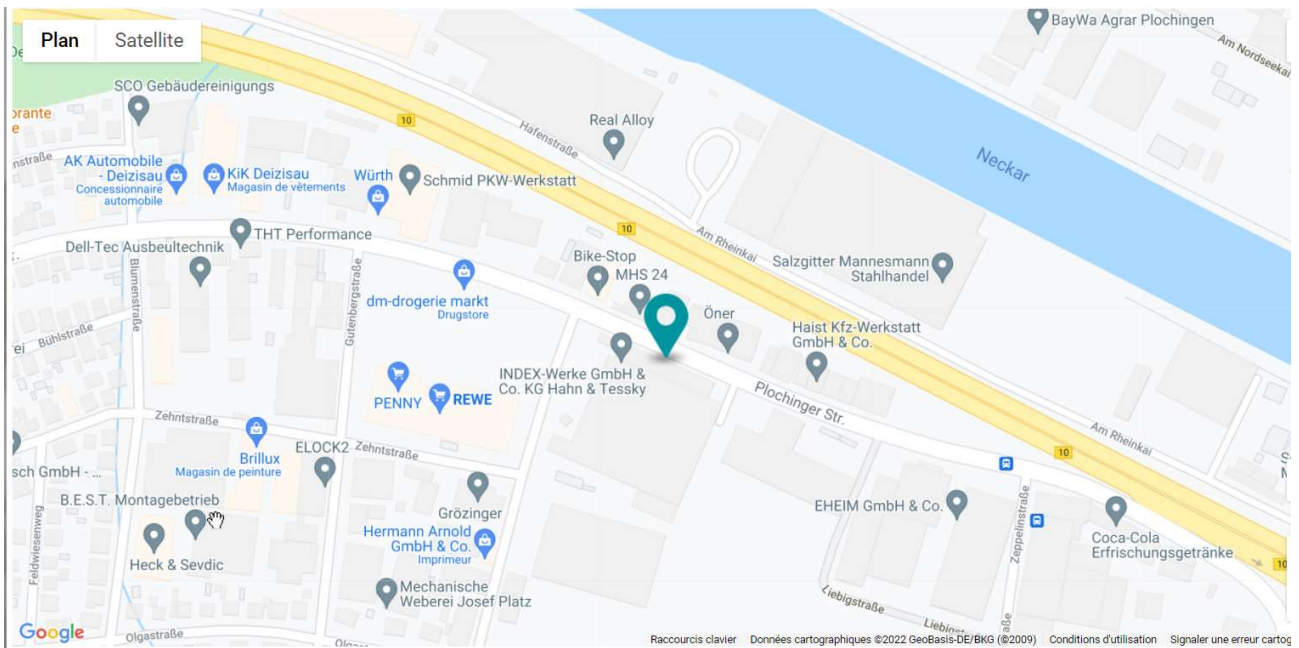 Plan
Satellite
BayWa Agrar Plochingen
Am Nordseekai
SCO Gebäudereinigungs
10
Real Alloy
Hafenstraße
Neckar
AK Automobile
- Deizisau
Concessionnaire
automobile
KiK Deizisau
Magasin de vêtements
Würth
Schmid PKW-Werkstatt
10
Am Rheinkai
THT Performance
Dell-Tec Ausbeultechnik
Bike-Stop
MHS 24
Salzgitter Mannesmann
Stahlhandel
Blumenstraße
Gutenbergstraße
dm-drogerie markt
Drugstore
Öner
Haist Kfz-Werkstatt
GmbH & Co.
Bühlstraße
INDEX-Werke GmbH &
Co. KG Hahn & Tessky
PENNY
REWE
Plochinger Str.
Zehntstraße
Am Rheinkai
10
Brillux
Magasin de peinture
ELOCK2
Zehntstraße
sch GmbH - ...
B.E.S.T. Montagebetrieb
Grözinger
EHEIM GmbH & Co.
Zeppelinstraße
Coca-Cola
Erfrischungsgetränke
Feldwiesenweg
Heck & Sevdic
Hermann Arnold
GmbH & Co.
Imprimeur
10
Mechanische
Weberei Josef Platz
Liebigstraße
Google
Olgastraße
Raccourcis clavier
Données cartographiques ©2022 GeoBasis-DE/BKG (©2009)
Conditions d'utilisation
Signaler une erreur cartog